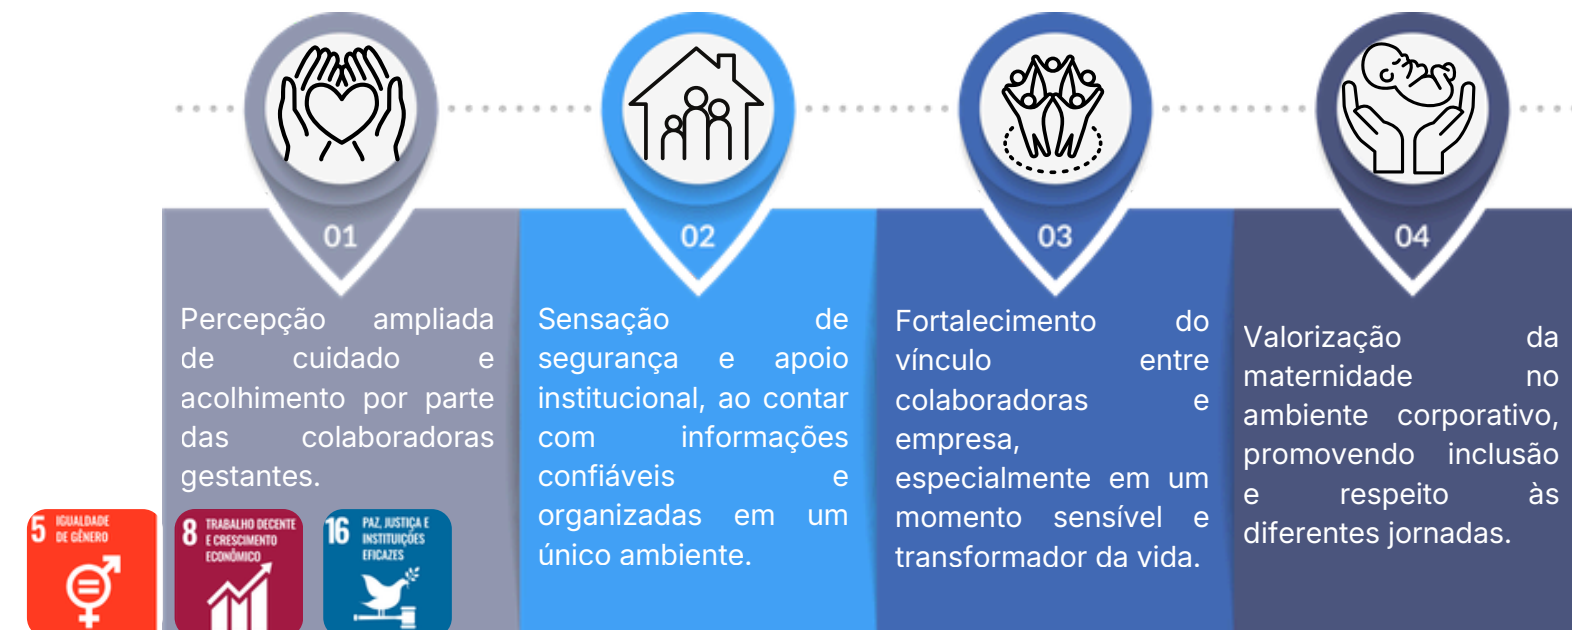 01
Percepção ampliada
de cuidado e
acolhimento por parte
das colaboradoras
gestantes.
02
Sensação de
segurança e apoio
institucional, ao contar
com informações
confiáveis e
organizadas em um
único ambiente.
03
Fortalecimento do
vínculo entre
colaboradoras e
empresa,
especialmente em um
momento sensível e
transformador da vida.
04
Valorização da
maternidade no
ambiente corporativo,
promovendo inclusão
e respeito às
diferentes jornadas.
5 IGUALDADE
DE GÊNERO
8 TRABALHO DECENTE
E CRESCIMENTO
ECONÔMICO
16 PAZ, JUSTIÇA E
INSTITUIÇÕES
EFICAZES